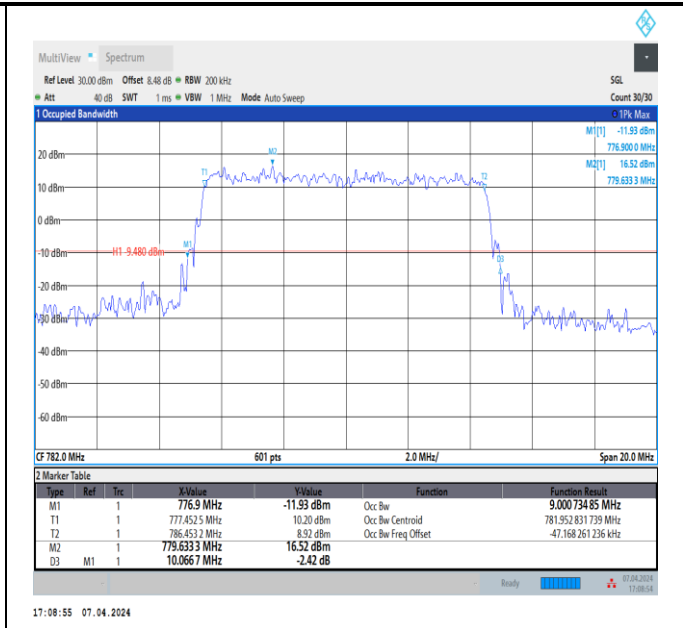 MultiView Spectrum
Ref Level 30.00 dBm Offset 8.48 dB RBW 200 kHz SGL
Att 40 dB SWT 1 ms VBW 1 MHz Mode Auto Sweep Count 30/30
1 Occupied Bandwidth 1Pk Max
M1[1] -11.93 dBm
776.900 0 MHz
M2[1] 16.52 dBm
779.633 3 MHz
M2
20 dBm
T1
T2
10 dBm
0 dBm
M1
-10 dBm H1 -9.480 dBm
D3
-20 dBm
-30 dBm
-40 dBm
-50 dBm
-60 dBm
CF 782.0 MHz 601 pts 2.0 MHz/ Span 20.0 MHz
2 Marker Table
Type Ref Trc X-Value Y-Value Function Function Result
M1 1 776.9 MHz -11.93 dBm Occ Bw 9.000 734 85 MHz
T1 1 777.452 5 MHz 10.20 dBm Occ Bw Centroid 781.952 831 739 MHz
T2 1 786.453 2 MHz 8.92 dBm Occ Bw Freq Offset -47.168 261 236 kHz
M2 1 779.633 3 MHz 16.52 dBm
D3 M1 1 10.066 7 MHz -2.42 dB
Ready 07.04.2024
17:08:54
17:08:55 07.04.2024